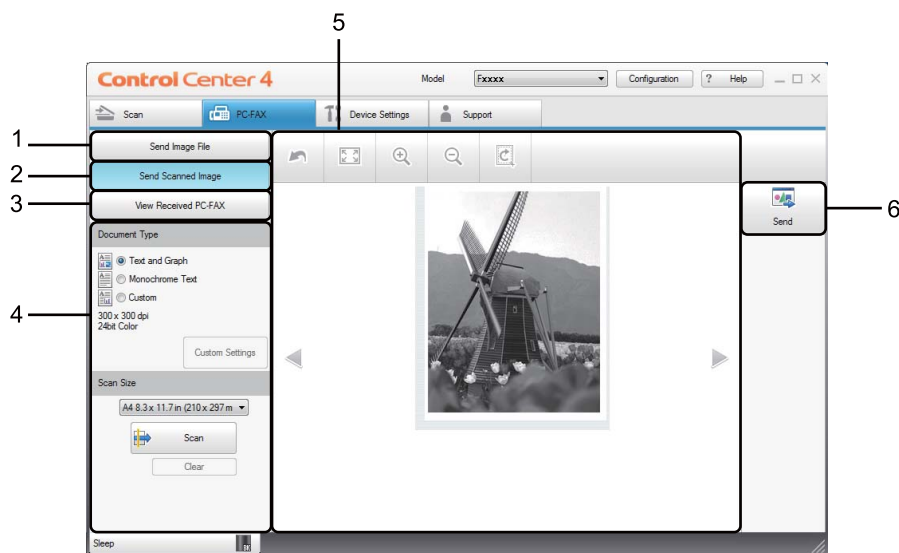 5
Control Center 4
Model Fxxxx Configuration ? Help
Scan PC-FAX Device Settings Support
1 Send Image File
2 Send Scanned Image
3 View Received PC-FAX
Send 6
Document Type
Text and Graph
Monochrome Text
Custom
4
300 x 300 dpi
24bit Color
Custom Settings
Scan Size
A4 8.3 x 11.7 in (210 x 297 m
Scan
Clear
Sleep